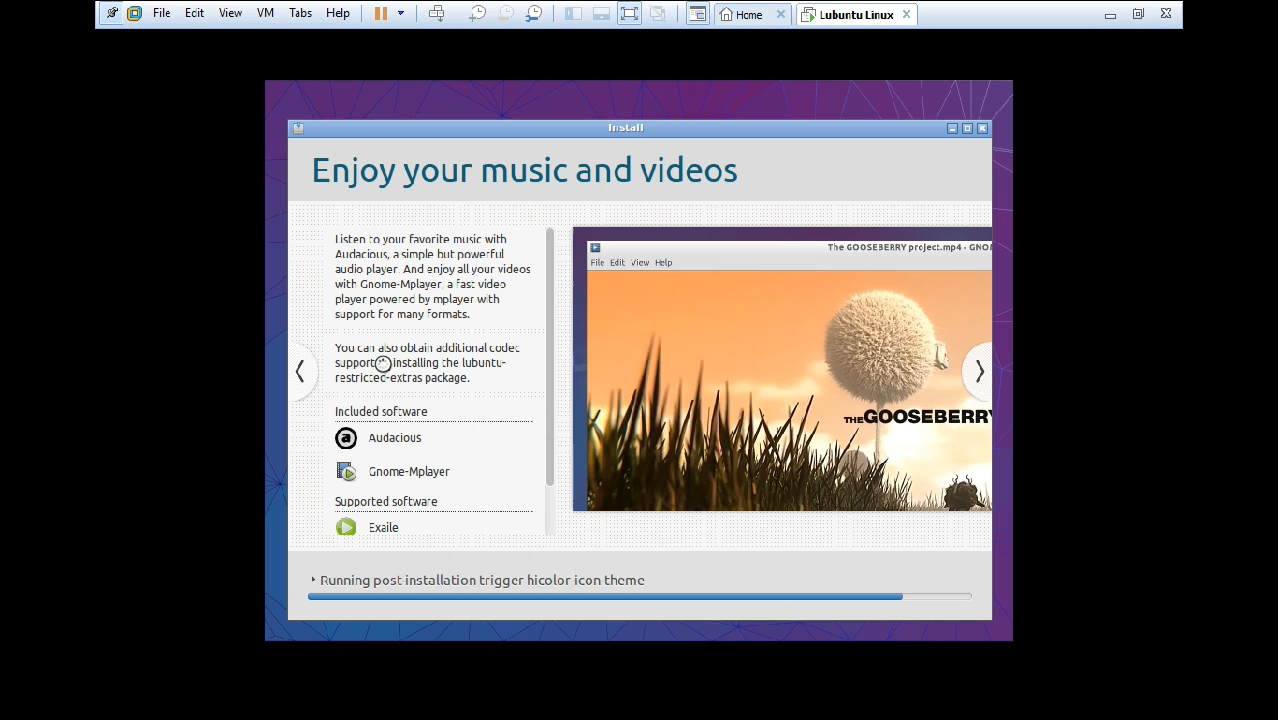 File Edit View VM Tabs Help Home Lubuntu Linux
Install
Enjoy your music and videos
Listen to your favorite music with
Audacious, a simple but powerful
audio player. And enjoy all your videos
with Gnome-Mplayer, a fast video
player powered by mplayer with
support for many formats.
You can also obtain additional codec
support installing the lubuntu-
restricted-extras package.
Included software
Audacious
Gnome-Mplayer
Supported software
Exaile
The GOOSEBERRY project.mp4 - GNOM
File Edit View Help
THE GOOSEBERRY
Running post-installation trigger hicolor-icon-theme